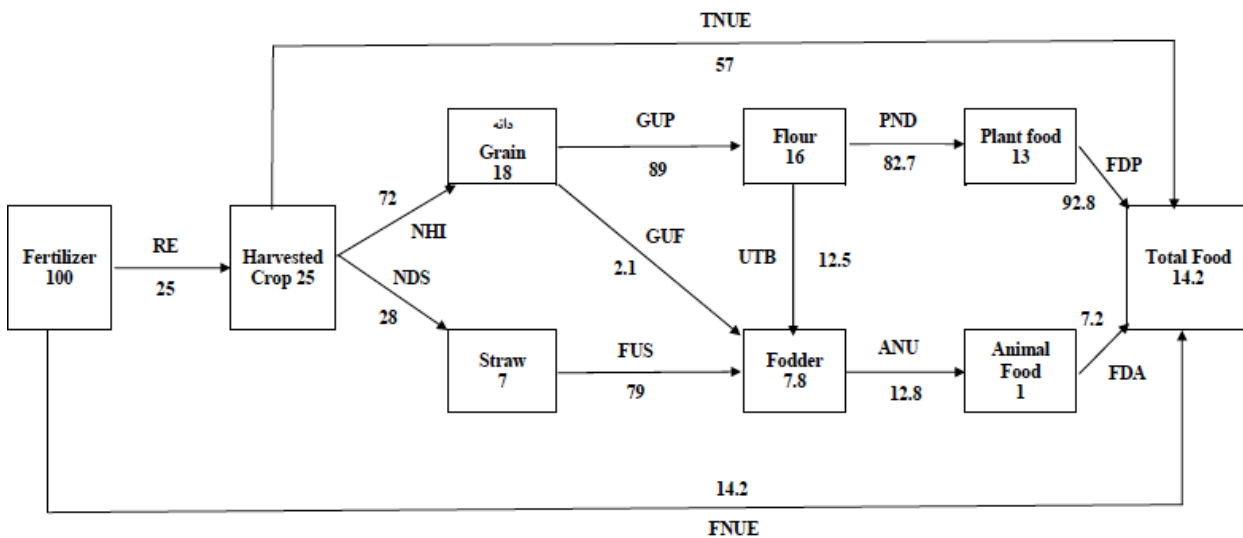 TNUE
57
دانه
Grain
18
GUP
89
Flour
16
PND
82.7
Plant food
13
FDP
92.8
72
NHI
GUF
2.1
UTB
12.5
Fertilizer
100
RE
25
Harvested
Crop 25
NDS
28
Total Food
14.2
Straw
7
FUS
79
Fodder
7.8
ANU
12.8
Animal
Food
1
7.2
FDA
14.2
FNUE